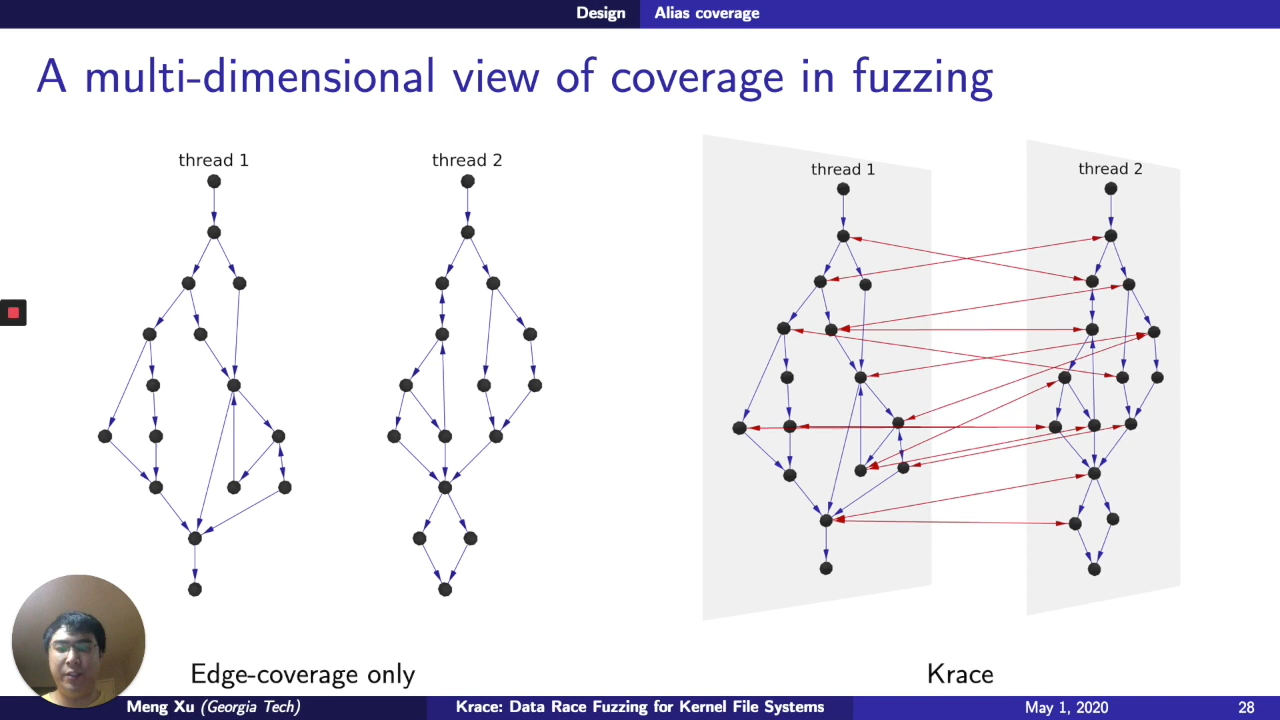 Design Alias coverage
A multi-dimensional view of coverage in fuzzing
thread 1
thread 2
thread 1
thread 2
Edge-coverage only
Krace
Meng Xu (Georgia Tech) Krace: Data Race Fuzzing for Kernel File Systems May 1, 2020 28